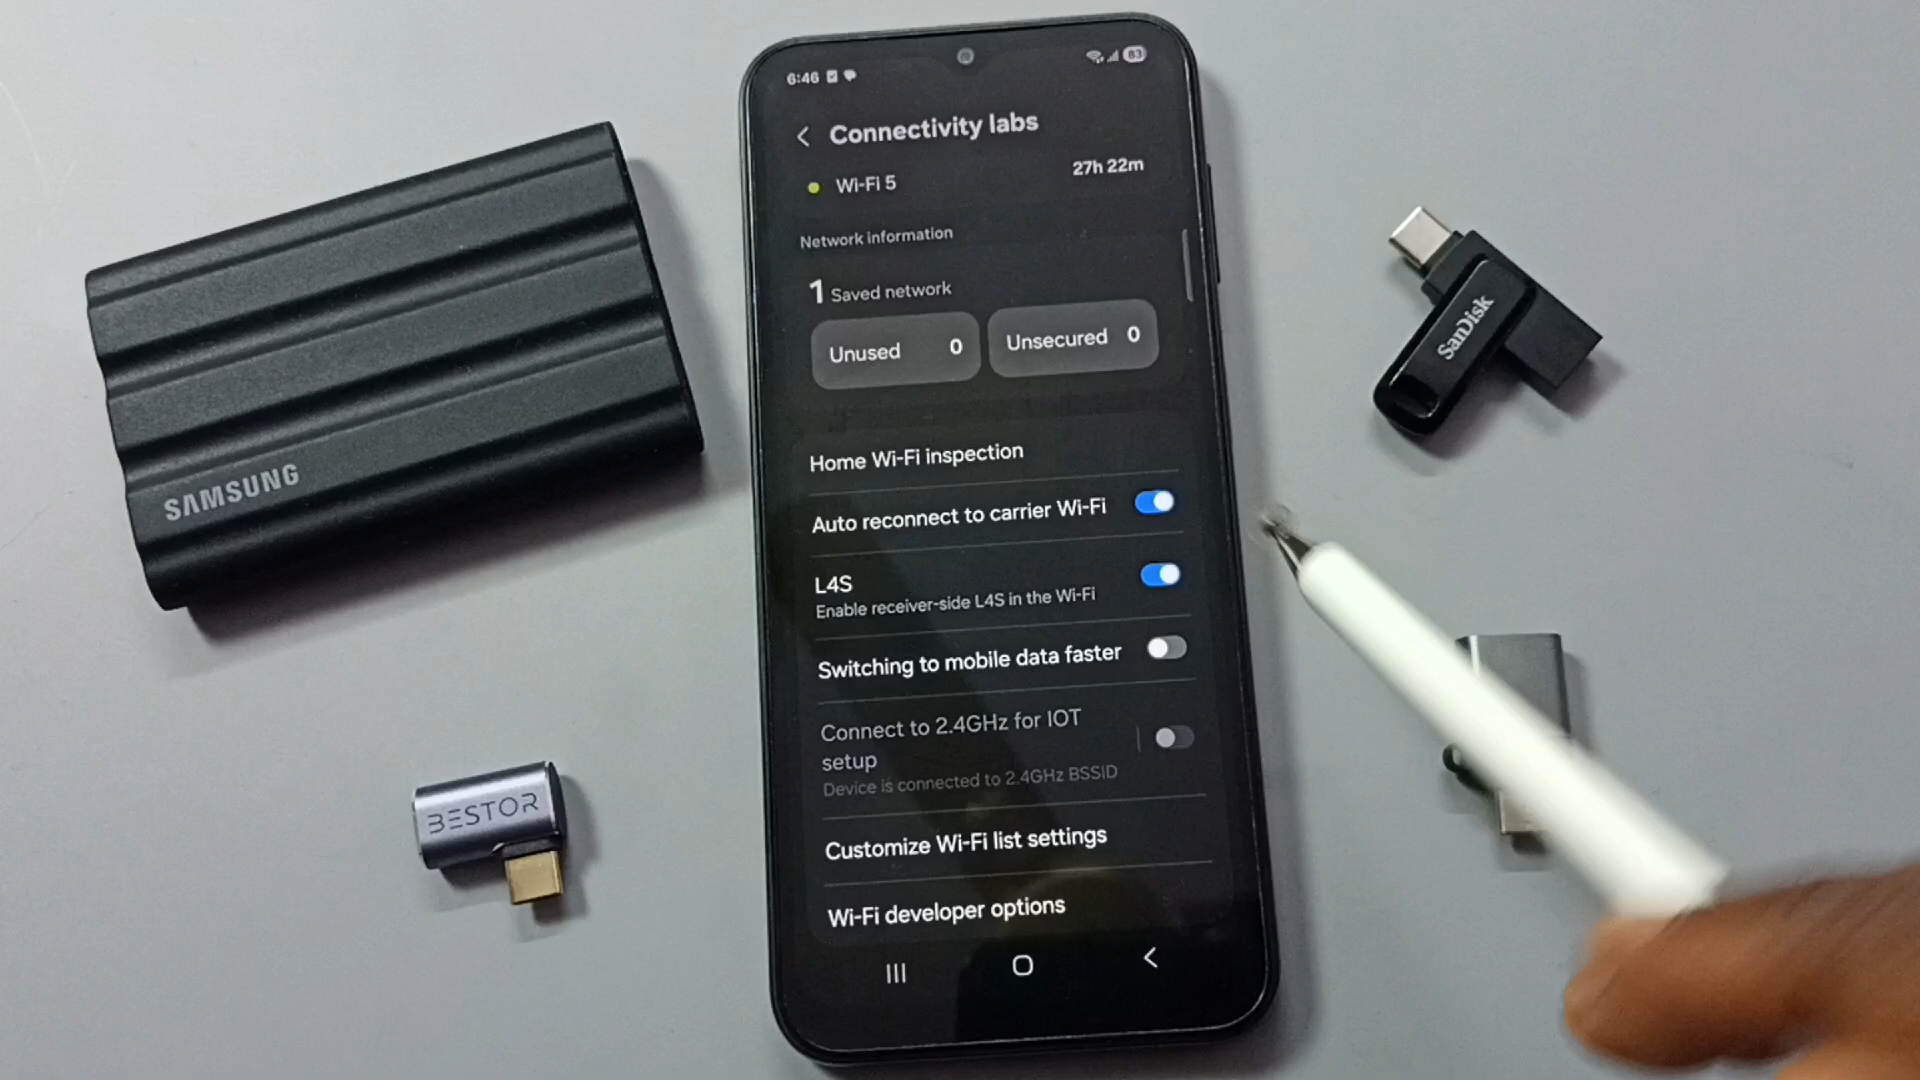 6:46
83
Connectivity labs
Wi-Fi 5
27h 22m
Network information
1 Saved network
Unused 0
Unsecured 0
Home Wi-Fi inspection
Auto reconnect to carrier Wi-Fi
L4S
Enable receiver-side L4S in the Wi-Fi
Switching to mobile data faster
Connect to 2.4GHz for IOT
setup
Device is connected to 2.4GHz BSSID
Customize Wi-Fi list settings
Wi-Fi developer options
SAMSUNG
BESTOR
SanDisk